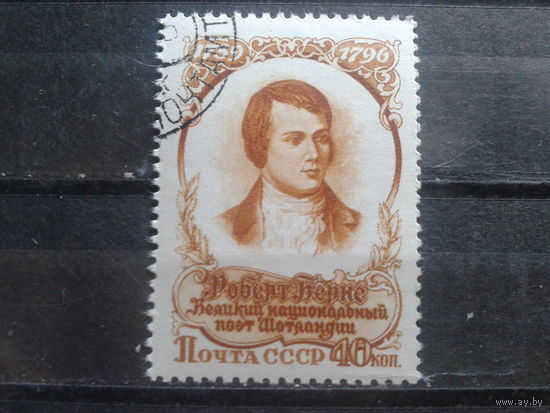 1759 1796
Роберт Бернс
Великий национальный
поэт Шотландии
ПОЧТА СССР 40 КОП.
www.ay.by